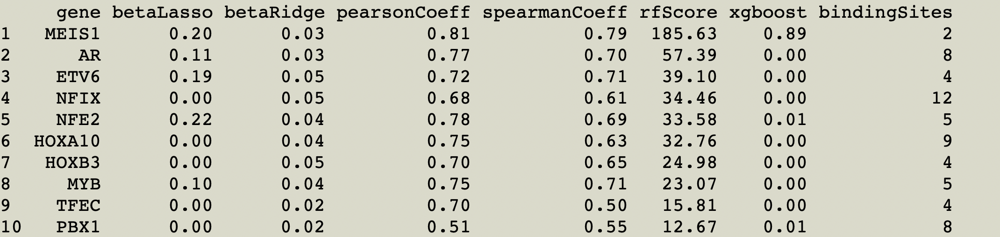 gene betaLasso betaRidge pearsonCoeff spearmanCoeff rfScore xgboost bindingSites
1 MEIS1 0.20 0.03 0.81 0.79 185.63 0.89 2
2 AR 0.11 0.03 0.77 0.70 57.39 0.00 8
3 ETV6 0.19 0.05 0.72 0.71 39.10 0.00 4
4 NFIX 0.00 0.05 0.68 0.61 34.46 0.00 12
5 NFE2 0.22 0.04 0.78 0.69 33.58 0.01 5
6 HOXA10 0.00 0.04 0.75 0.63 32.76 0.00 9
7 HOXB3 0.00 0.05 0.70 0.65 24.98 0.00 4
8 MYB 0.10 0.04 0.75 0.71 23.07 0.00 5
9 TFEC 0.00 0.02 0.70 0.50 15.81 0.00 4
10 PBX1 0.00 0.02 0.51 0.55 12.67 0.01 8